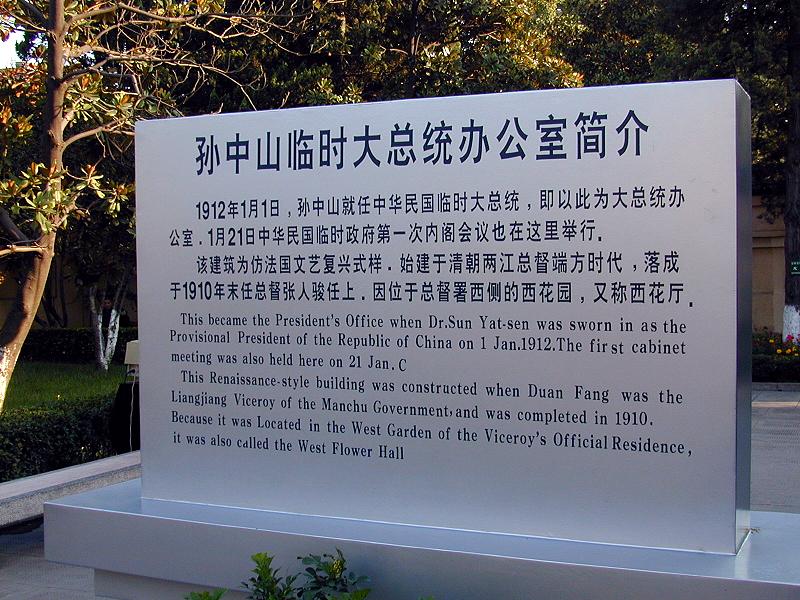 孙中山临时大总统办公室简介
1912年1月1日，孙中山就任中华民国临时大总统，即以此为大总统办
公室．1月21日中华民国临时政府第一次内阁会议也在这里举行．
该建筑为仿法国文艺复兴式样．始建于清朝两江总督端方时代，落成
于1910年末任总督张人骏任上．因位于总督署西侧的西花园，又称西花厅．
This became the President's Office when Dr.Sun Yat-sen was sworn in as the
Provisional President of the Republic of China on 1 Jan.1912.The first cabinet
meeting was also held here on 21 Jan. C
This Renaissance-style building was constructed when Duan Fang was the
Liangjiang Viceroy of the Manchu Government, and was completed in 1910.
Because it was Located in the West Garden of the Viceroy's Official Residence,
it was also called the West Flower Hall